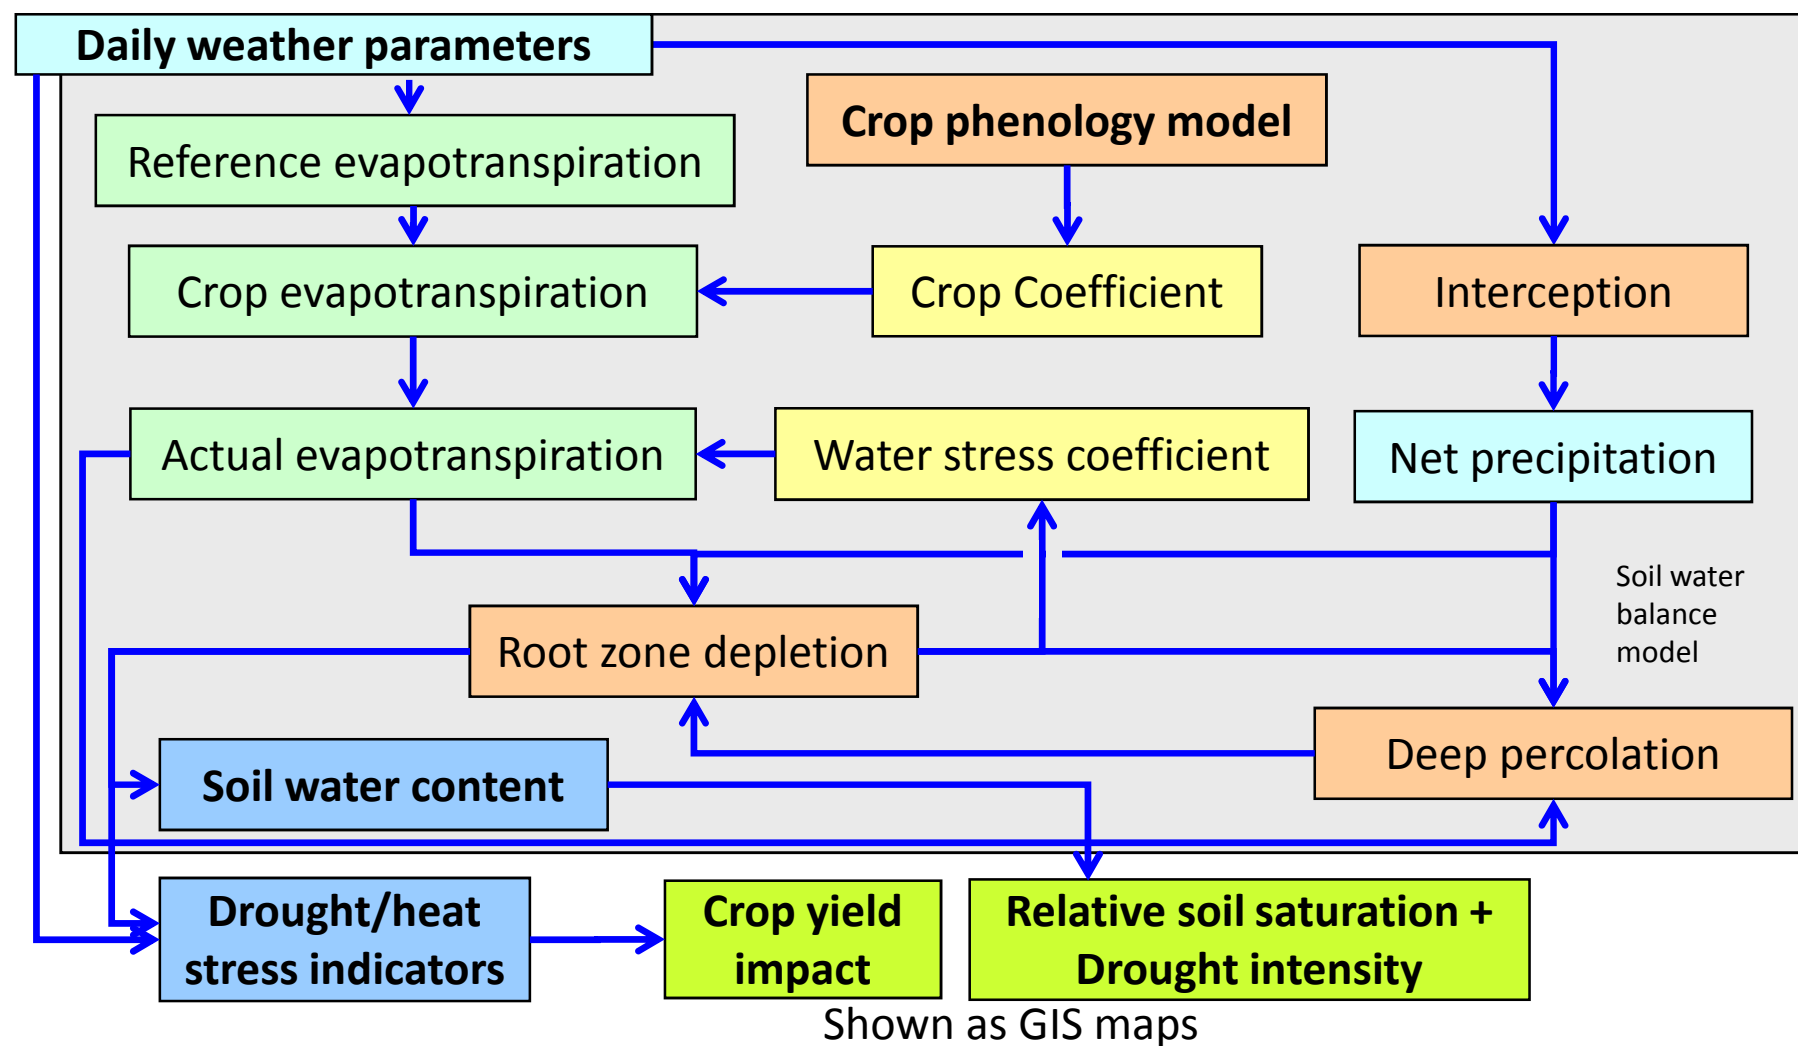 Daily weather parameters
Crop phenology model
Reference evapotranspiration
Crop evapotranspiration
Crop Coefficient
Interception
Actual evapotranspiration
Water stress coefficient
Net precipitation
Soil water
balance
model
Root zone depletion
Deep percolation
Soil water content
Drought/heat
stress indicators
Crop yield
impact
Relative soil saturation +
Drought intensity
Shown as GIS maps